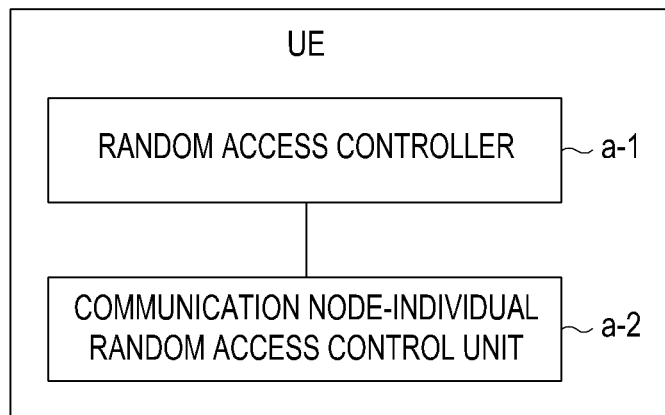 UE
RANDOM ACCESS CONTROLLER
a-1
COMMUNICATION NODE-INDIVIDUAL
RANDOM ACCESS CONTROL UNIT
a-2